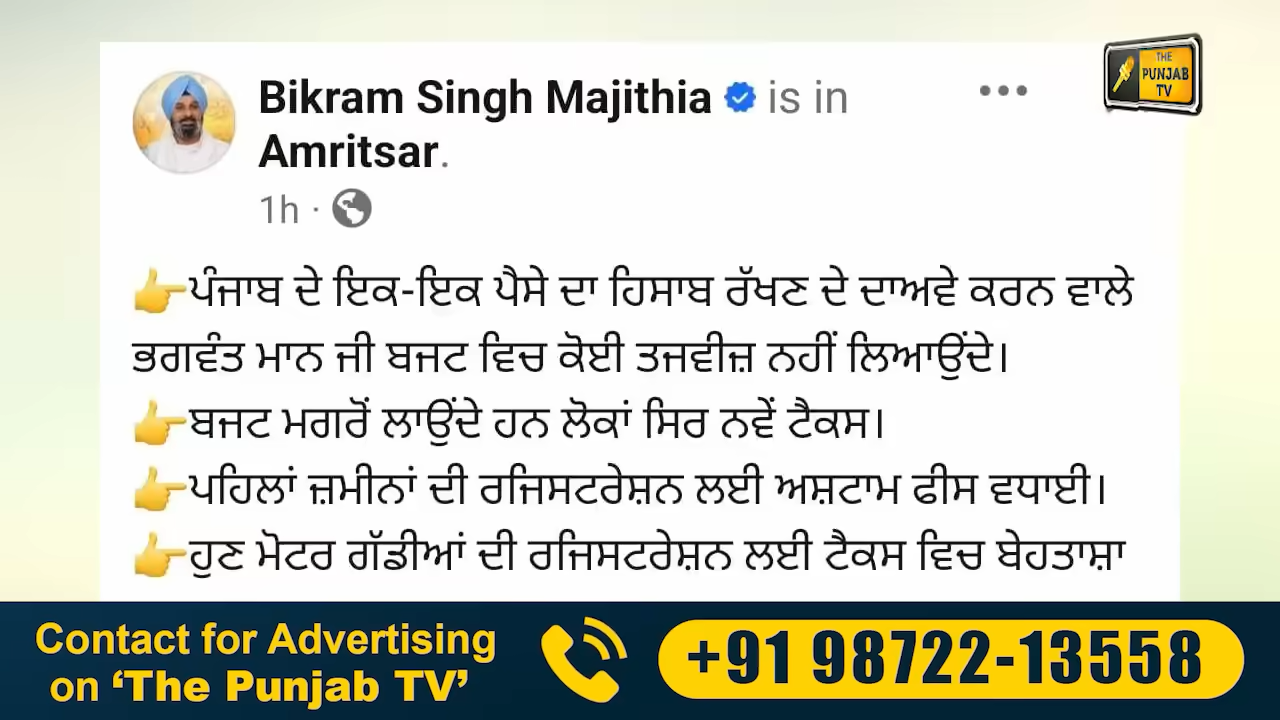 Bikram Singh Majithia is in
Amritsar.
1h ·
THE
PUNJAB
TV
👉ਪੰਜਾਬ ਦੇ ਇਕ-ਇਕ ਪੈਸੇ ਦਾ ਹਿਸਾਬ ਰੱਖਣ ਦੇ ਦਾਅਵੇ ਕਰਨ ਵਾਲੇ
ਭਗਵੰਤ ਮਾਨ ਜੀ ਬਜਟ ਵਿਚ ਕੋਈ ਤਜਵੀਜ਼ ਨਹੀਂ ਲਿਆਉਂਦੇ।
👉ਬਜਟ ਮਗਰੋਂ ਲਾਉਂਦੇ ਹਨ ਲੋਕਾਂ ਸਿਰ ਨਵੇਂ ਟੈਕਸ।
👉ਪਹਿਲਾਂ ਜ਼ਮੀਨਾਂ ਦੀ ਰਜਿਸਟਰੇਸ਼ਨ ਲਈ ਅਸ਼ਟਾਮ ਫੀਸ ਵਧਾਈ।
👉ਹੁਣ ਮੋਟਰ ਗੱਡੀਆਂ ਦੀ ਰਜਿਸਟਰੇਸ਼ਨ ਲਈ ਟੈਕਸ ਵਿਚ ਬੇਹਤਾਸ਼ਾ
Contact for Advertising
on ‘The Punjab TV’
+91 98722-13558